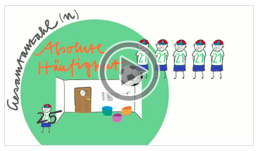 Gesamtanzahl (n)
Absolute
Häufigkeit
25